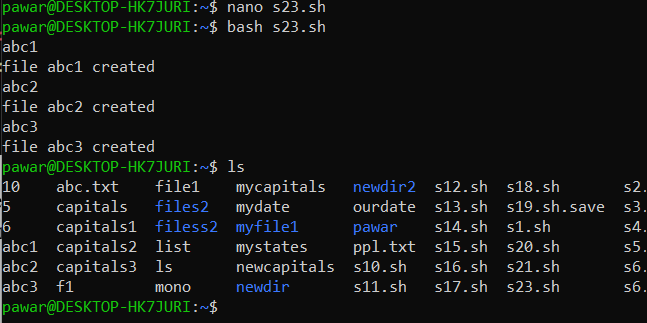 pawar@DESKTOP-HK7JURI:~$ nano s23.sh
pawar@DESKTOP-HK7JURI:~$ bash s23.sh
abc1
file abc1 created
abc2
file abc2 created
abc3
file abc3 created
pawar@DESKTOP-HK7JURI:~$ ls
10 abc.txt file1 mycapitals newdir2 s12.sh s18.sh s2.
5 capitals files2 mydate ourdate s13.sh s19.sh.save s3.
6 capitals1 filess2 myfile1 pawar s14.sh s1.sh s4.
abc1 capitals2 list mystates ppl.txt s15.sh s20.sh s5.
abc2 capitals3 ls newcapitals s10.sh s16.sh s21.sh s6.
abc3 f1 mono newdir s11.sh s17.sh s23.sh s6.
pawar@DESKTOP-HK7JURI:~$